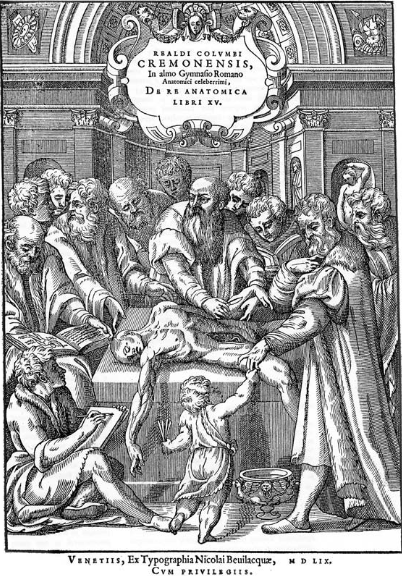 REALDI COLVMBI
CREMONENSIS,
In almo Gymnasio Romano
Anatomici celeberrimi,
DE RE ANATOMICA
LIBRI XV.
VENETIIS, Ex Typographia Nicolai Beuilacquæ, M D LIX.
CVM PRIVILEGIIS.